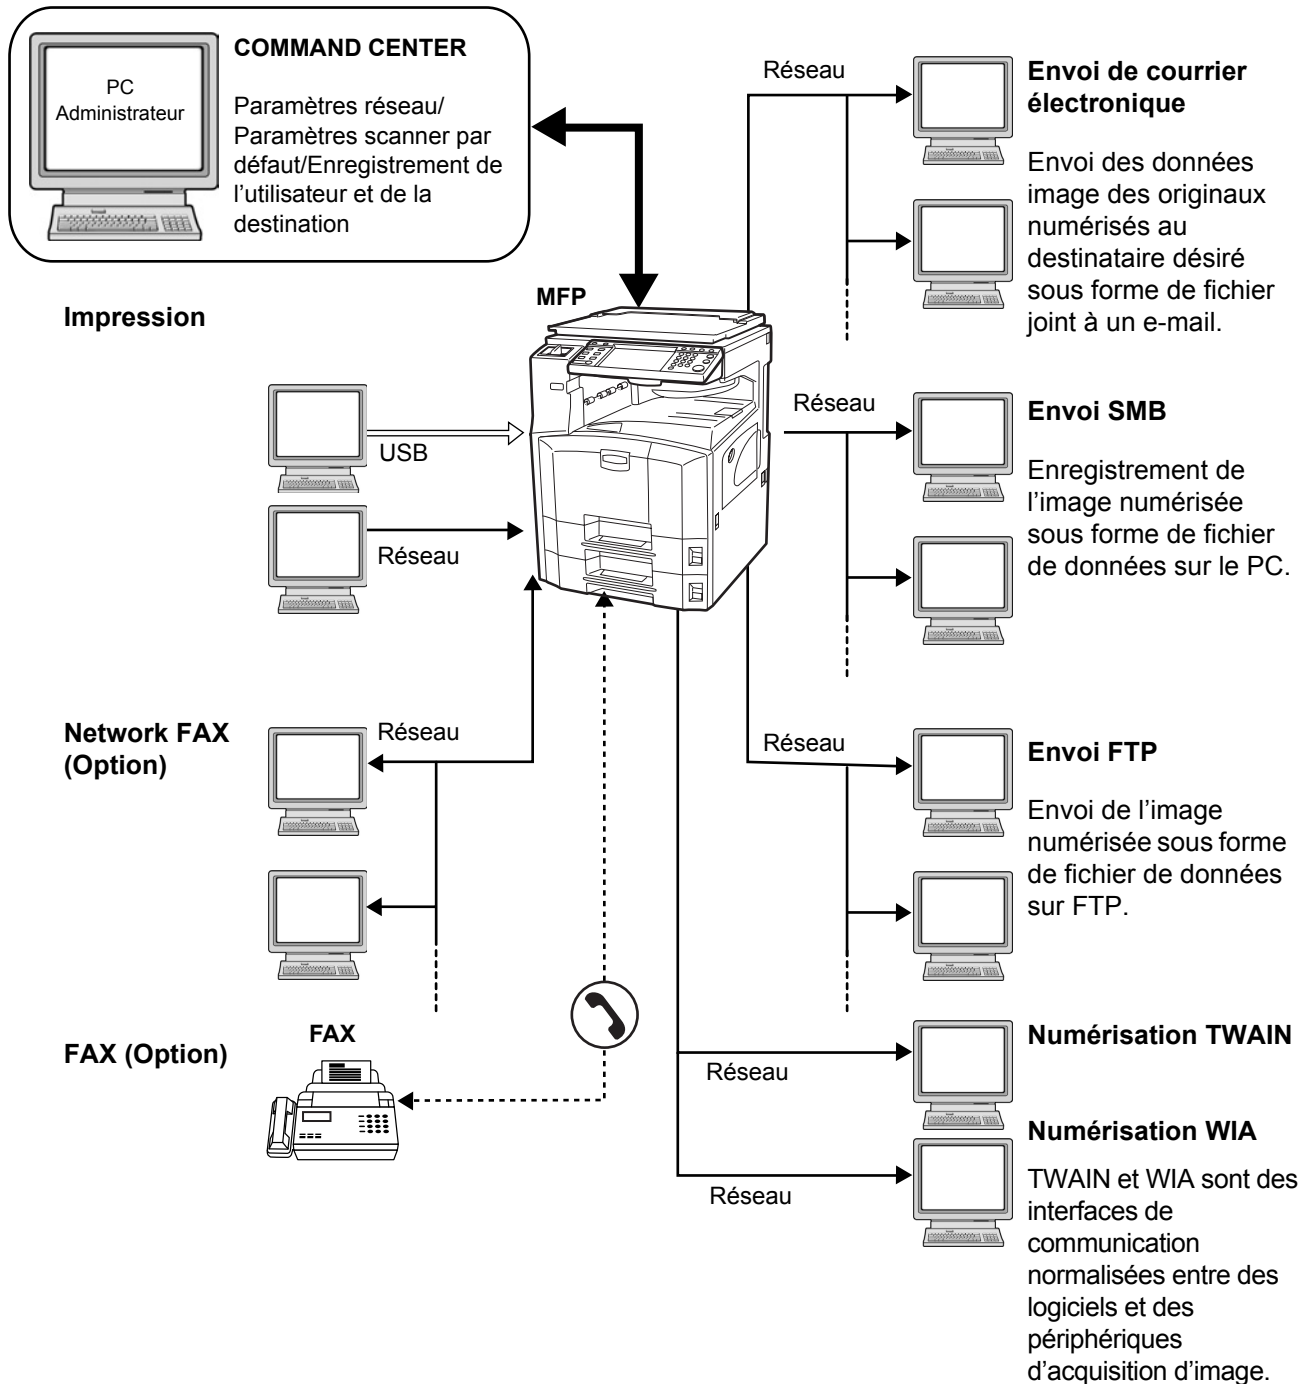 COMMAND CENTER
PC
Administrateur
Paramètres réseau/
Paramètres scanner par
défaut/Enregistrement de
l’utilisateur et de la
destination
Réseau
Envoi de courrier
électronique
Envoi des données
image des originaux
numérisés au
destinataire désiré
sous forme de fichier
joint à un e-mail.
MFP
Impression
USB
Réseau
Réseau
Envoi SMB
Enregistrement de
l’image numérisée
sous forme de fichier
de données sur le PC.
Network FAX
(Option)
Réseau
Réseau
Envoi FTP
Envoi de l’image
numérisée sous forme
de fichier de données
sur FTP.
FAX (Option)
FAX
Réseau
Numérisation TWAIN
Réseau
Numérisation WIA
TWAIN et WIA sont des
interfaces de
communication
normalisées entre des
logiciels et des
périphériques
d’acquisition d’image.